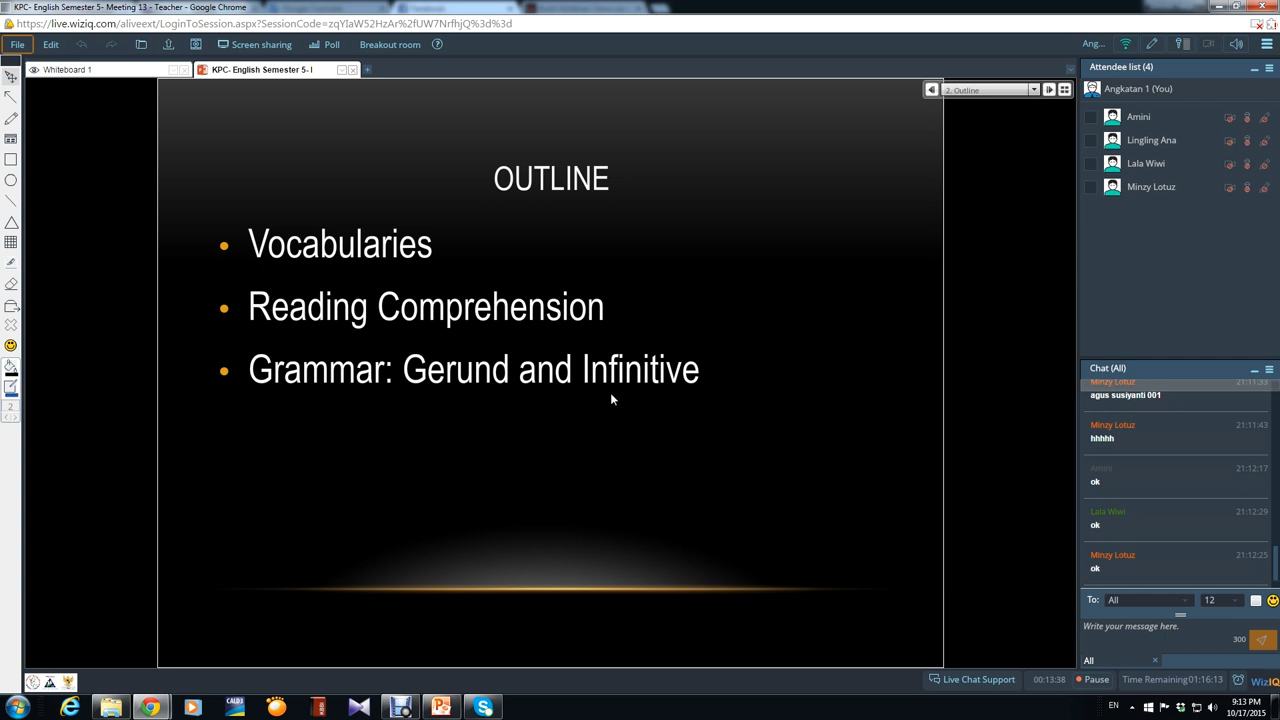 KPC- English Semester 5- Meeting 13 - Teacher - Google Chrome
https://live.wiziq.com/aliveext/LoginToSession.aspx?SessionCode=zqYIaW52HzAr%2fUW7NrfhjQ%3d%3d
File Edit Screen sharing Poll Breakout room Ang...
Whiteboard 1 KPC- English Semester 5- I
Attendee list (4)
2. Outline
Angkatan 1 (You)
Amini
Lingling Ana
Lala Wiwi
Minzy Lotuz
OUTLINE
Vocabularies
Reading Comprehension
Grammar: Gerund and Infinitive
Chat (All)
Minzy Lotuz 21:11:33
agus susiyanti 001
Minzy Lotuz 21:11:43
hhhhh
Amini 21:12:17
ok
Lala Wiwi 21:12:29
ok
Minzy Lotuz 21:12:25
ok
To: All 12
Write your message here.
300
All
2
Live Chat Support 00:13:38 Pause Time Remaining 01:16:13 WizIQ
CALD3
EN 9:13 PM
10/17/2015